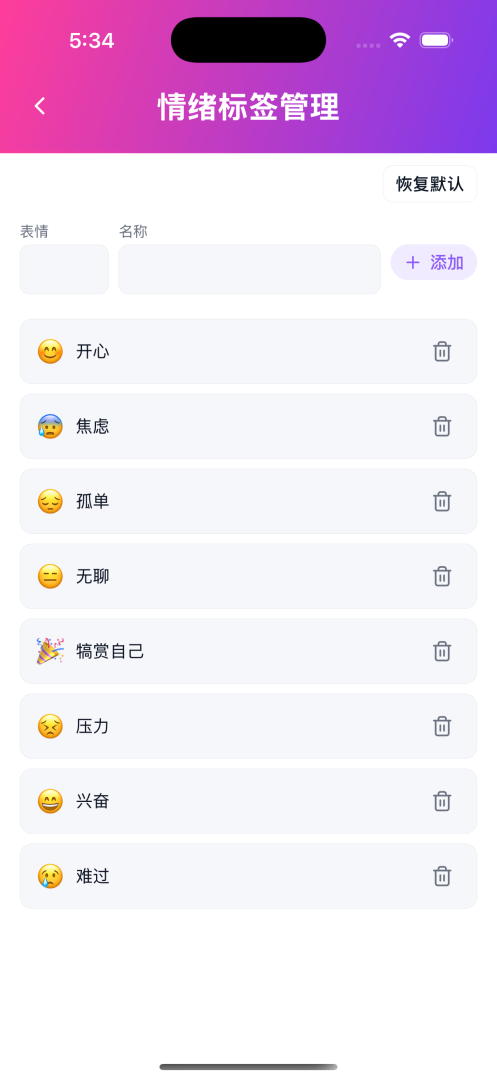 5:34
情绪标签管理
恢复默认
表情 名称
添加
😊 开心
😰 焦虑
😔 孤单
😑 无聊
🎉 犒赏自己
😣 压力
😄 兴奋
😢 难过